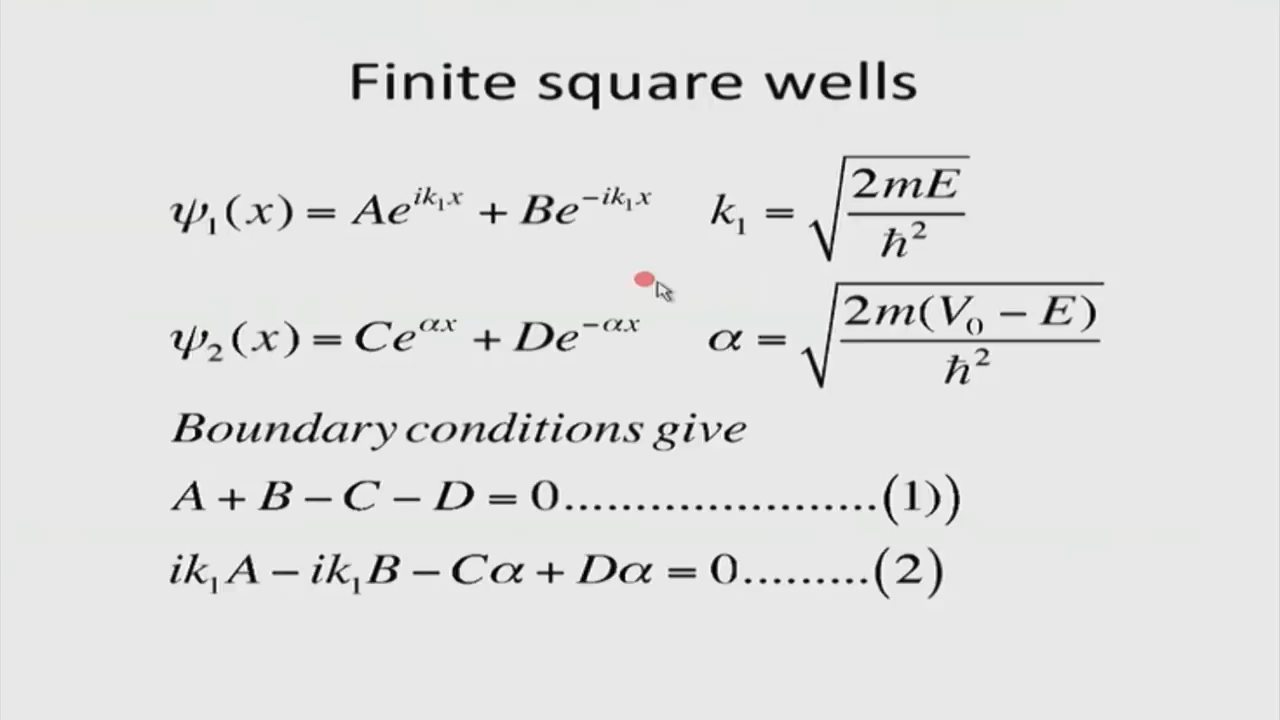 Finite square wells
ψ₁(x) = Ae^{ik₁x} + Be^{−ik₁x} k₁ = √(2mE/ħ²)
ψ₂(x) = Ce^{αx} + De^{−αx} α = √(2m(V₀ − E)/ħ²)
Boundary conditions give
A + B − C − D = 0......................(1))
ik₁A − ik₁B − Cα + Dα = 0.........(2)